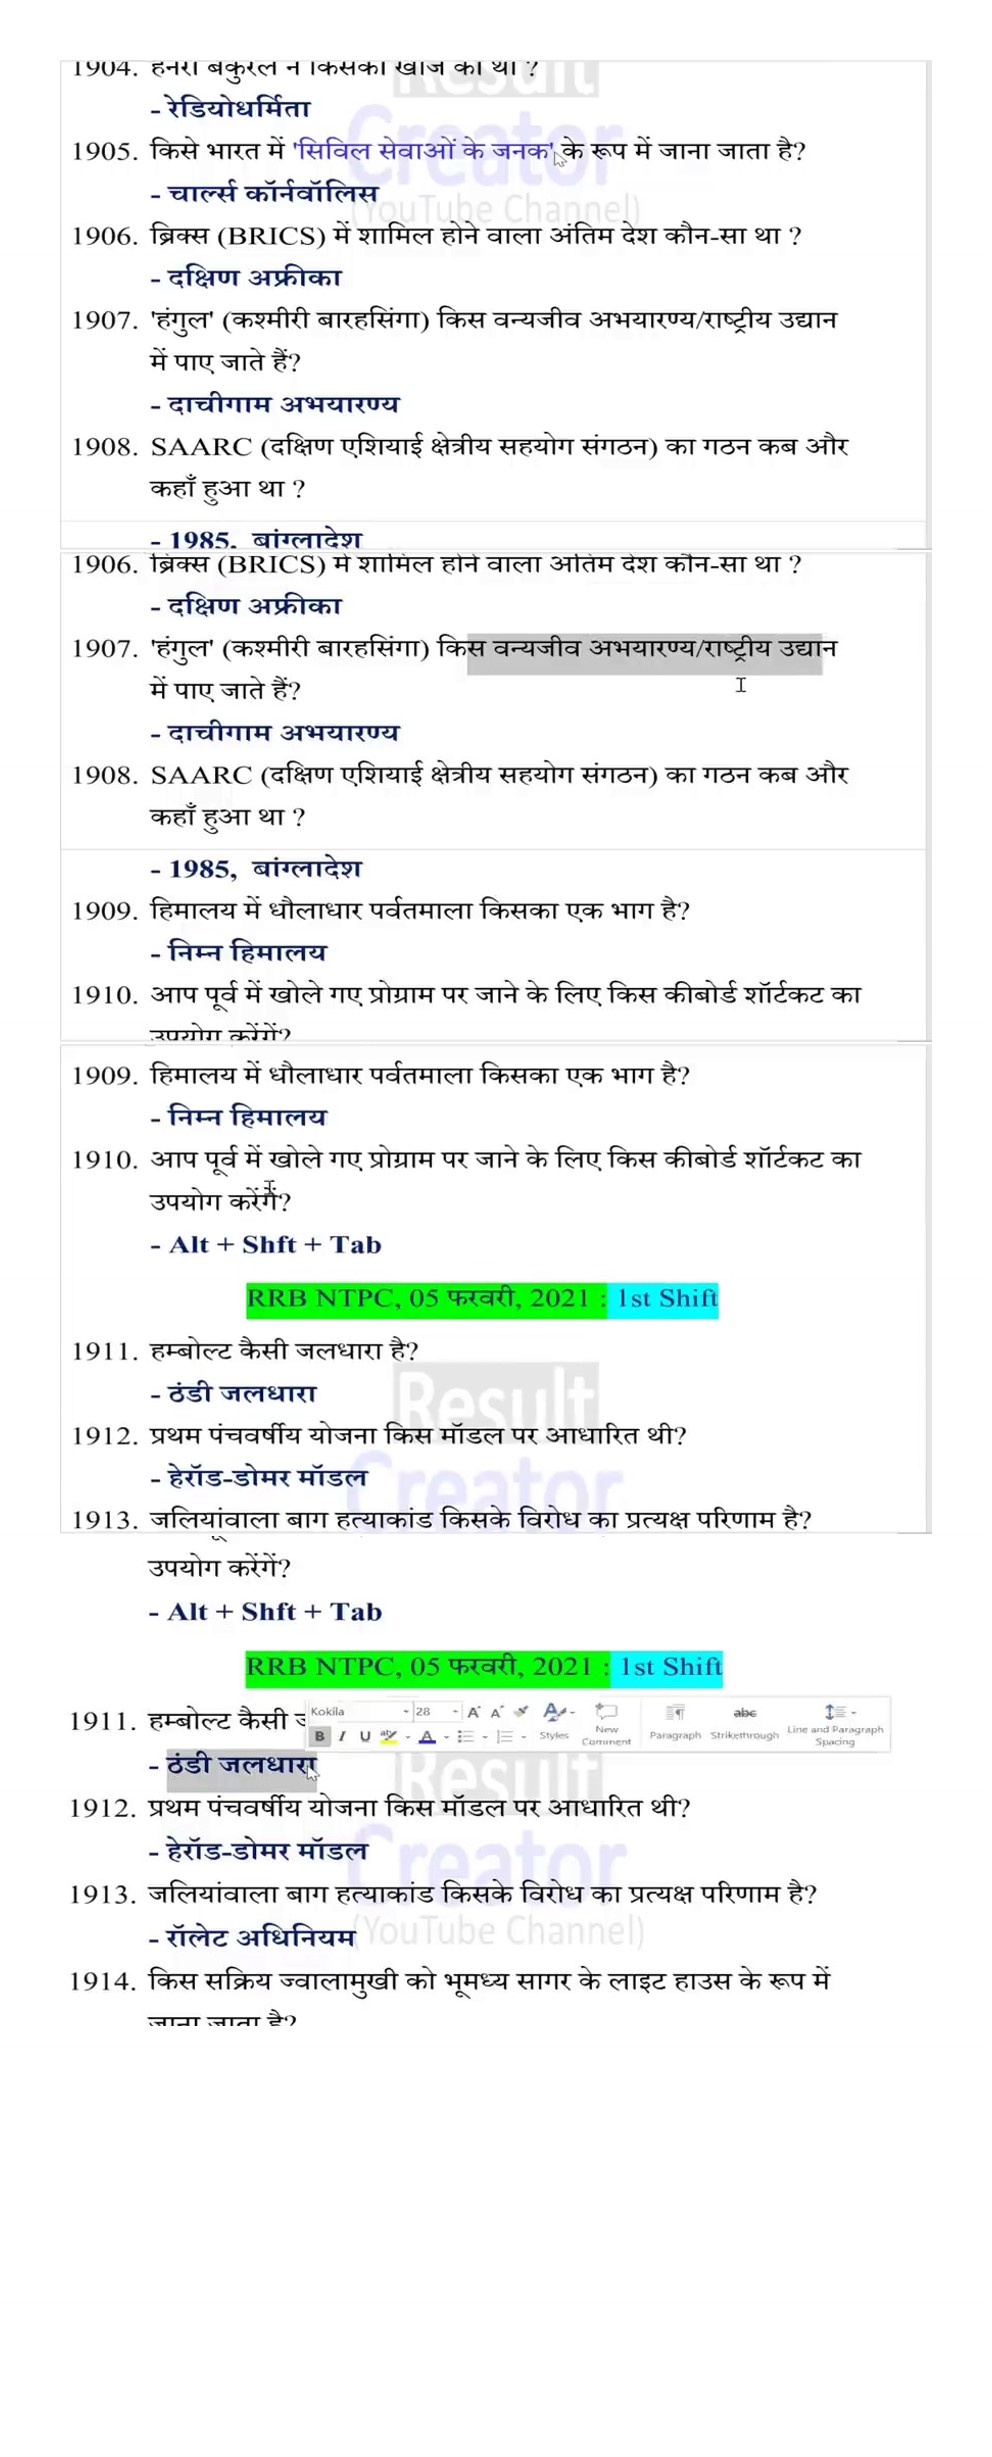 1904. हेनरी बेकुरेल ने किसकी खोज की थी ?
- रेडियोधर्मिता
1905. किसे भारत में 'सिविल सेवाओं के जनक' के रूप में जाना जाता है?
- चार्ल्स कॉर्नवॉलिस
1906. ब्रिक्स (BRICS) में शामिल होने वाला अंतिम देश कौन-सा था ?
- दक्षिण अफ्रीका
1907. 'हंगुल' (कश्मीरी बारहसिंगा) किस वन्यजीव अभयारण्य/राष्ट्रीय उद्यान
में पाए जाते हैं?
- दाचीगाम अभयारण्य
1908. SAARC (दक्षिण एशियाई क्षेत्रीय सहयोग संगठन) का गठन कब और
कहाँ हुआ था ?
- 1985, बांग्लादेश
1906. ब्रिक्स (BRICS) में शामिल होने वाला अंतिम देश कौन-सा था ?
- दक्षिण अफ्रीका
1907. 'हंगुल' (कश्मीरी बारहसिंगा) किस वन्यजीव अभयारण्य/राष्ट्रीय उद्यान
में पाए जाते हैं?
- दाचीगाम अभयारण्य
1908. SAARC (दक्षिण एशियाई क्षेत्रीय सहयोग संगठन) का गठन कब और
कहाँ हुआ था ?
- 1985, बांग्लादेश
1909. हिमालय में धौलाधार पर्वतमाला किसका एक भाग है?
- निम्न हिमालय
1910. आप पूर्व में खोले गए प्रोग्राम पर जाने के लिए किस कीबोर्ड शॉर्टकट का
उपयोग करेंगें?
1909. हिमालय में धौलाधार पर्वतमाला किसका एक भाग है?
- निम्न हिमालय
1910. आप पूर्व में खोले गए प्रोग्राम पर जाने के लिए किस कीबोर्ड शॉर्टकट का
उपयोग करेंगें?
- Alt + Shft + Tab
RRB NTPC, 05 फरवरी, 2021 : 1st Shift
1911. हम्बोल्ट कैसी जलधारा है?
- ठंडी जलधारा
Result
1912. प्रथम पंचवर्षीय योजना किस मॉडल पर आधारित थी?
- हेरॉड-डोमर मॉडल
Creator
1913. जलियांवाला बाग हत्याकांड किसके विरोध का प्रत्यक्ष परिणाम है?
उपयोग करेंगें?
- Alt + Shft + Tab
RRB NTPC, 05 फरवरी, 2021 : 1st Shift
1911. हम्बोल्ट कैसी
Kokila 28 Styles New Comment Paragraph Strikethrough Line and Paragraph Spacing
- ठंडी जलधारा
Result
1912. प्रथम पंचवर्षीय योजना किस मॉडल पर आधारित थी?
- हेरॉड-डोमर मॉडल
Creator
1913. जलियांवाला बाग हत्याकांड किसके विरोध का प्रत्यक्ष परिणाम है?
- रॉलेट अधिनियम
(YouTube Channel)
1914. किस सक्रिय ज्वालामुखी को भूमध्य सागर के लाइट हाउस के रूप में
जाना जाता है?